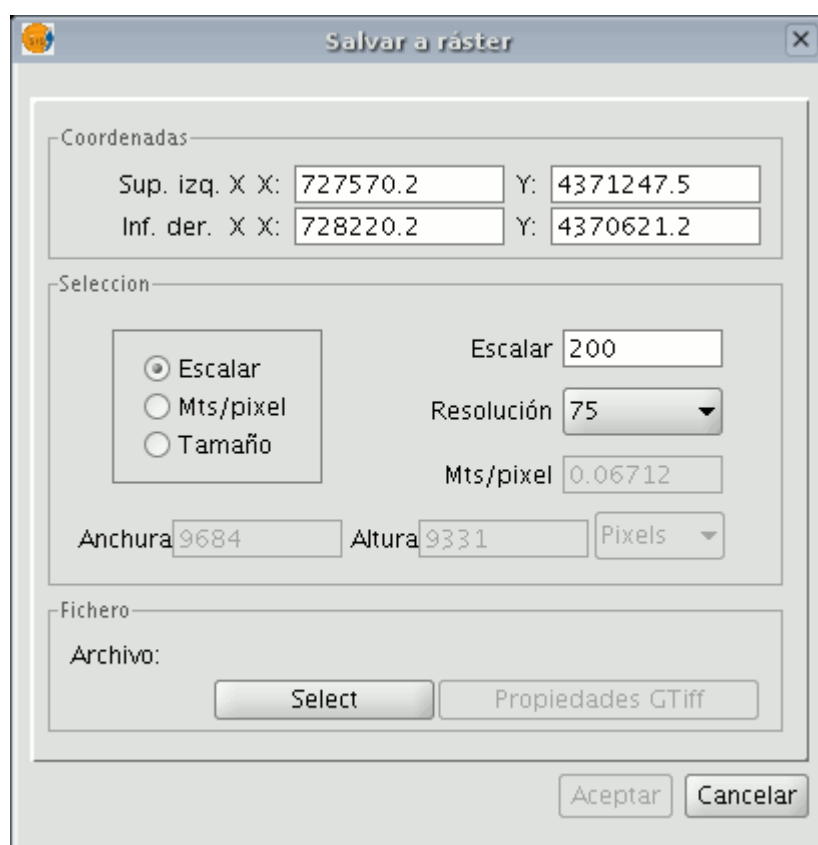 Salvar a ráster
Coordenadas
Sup. izq. X X: 727570.2 Y: 4371247.5
Inf. der. X X: 728220.2 Y: 4370621.2
Seleccion
Escalar
Mts/pixel
Tamaño
Escalar 200
Resolución 75
Mts/pixel 0.06712
Anchura 9684 Altura 9331 Pixels
Fichero
Archivo:
Select Propiedades GTiff
Aceptar Cancelar